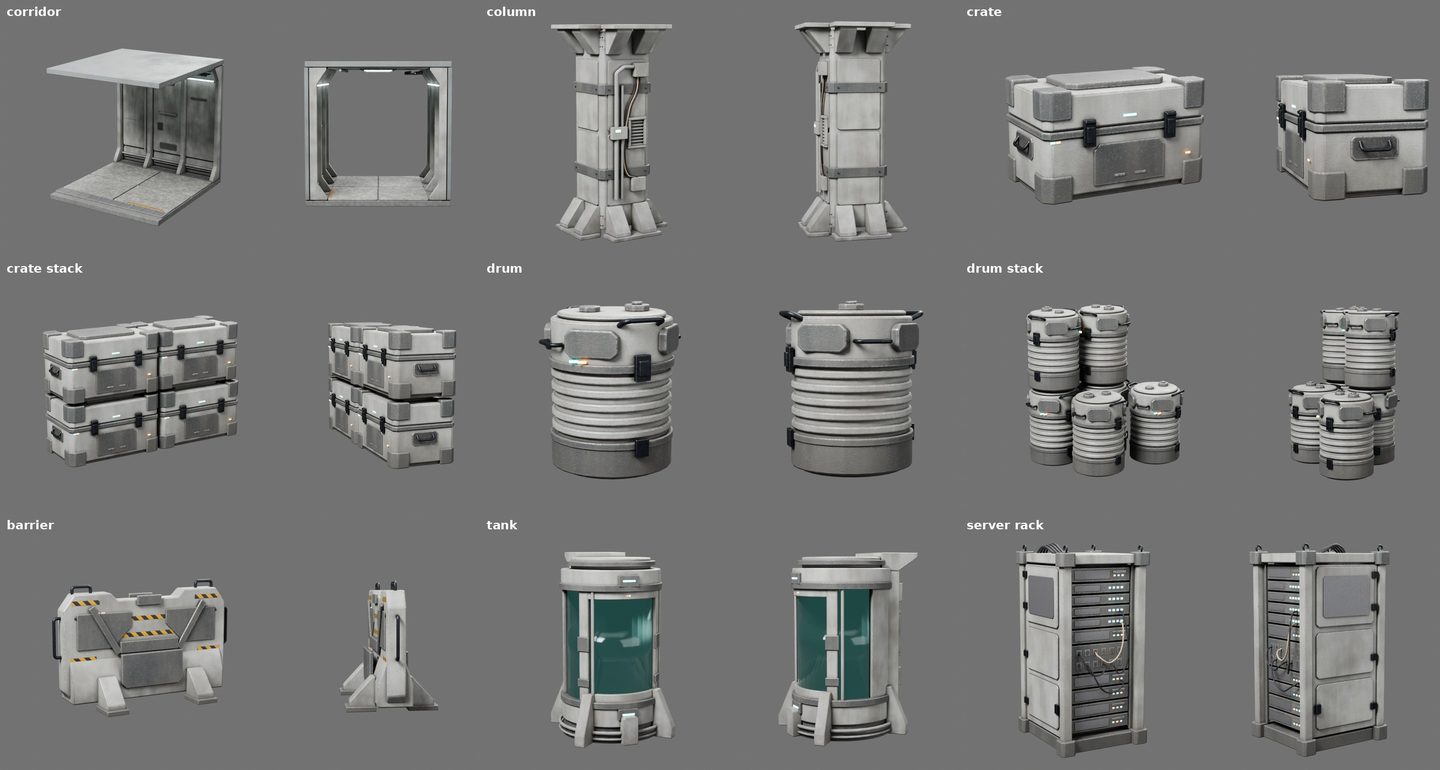 corridor
column
crate
crate stack
drum
drum stack
barrier
tank
server rack